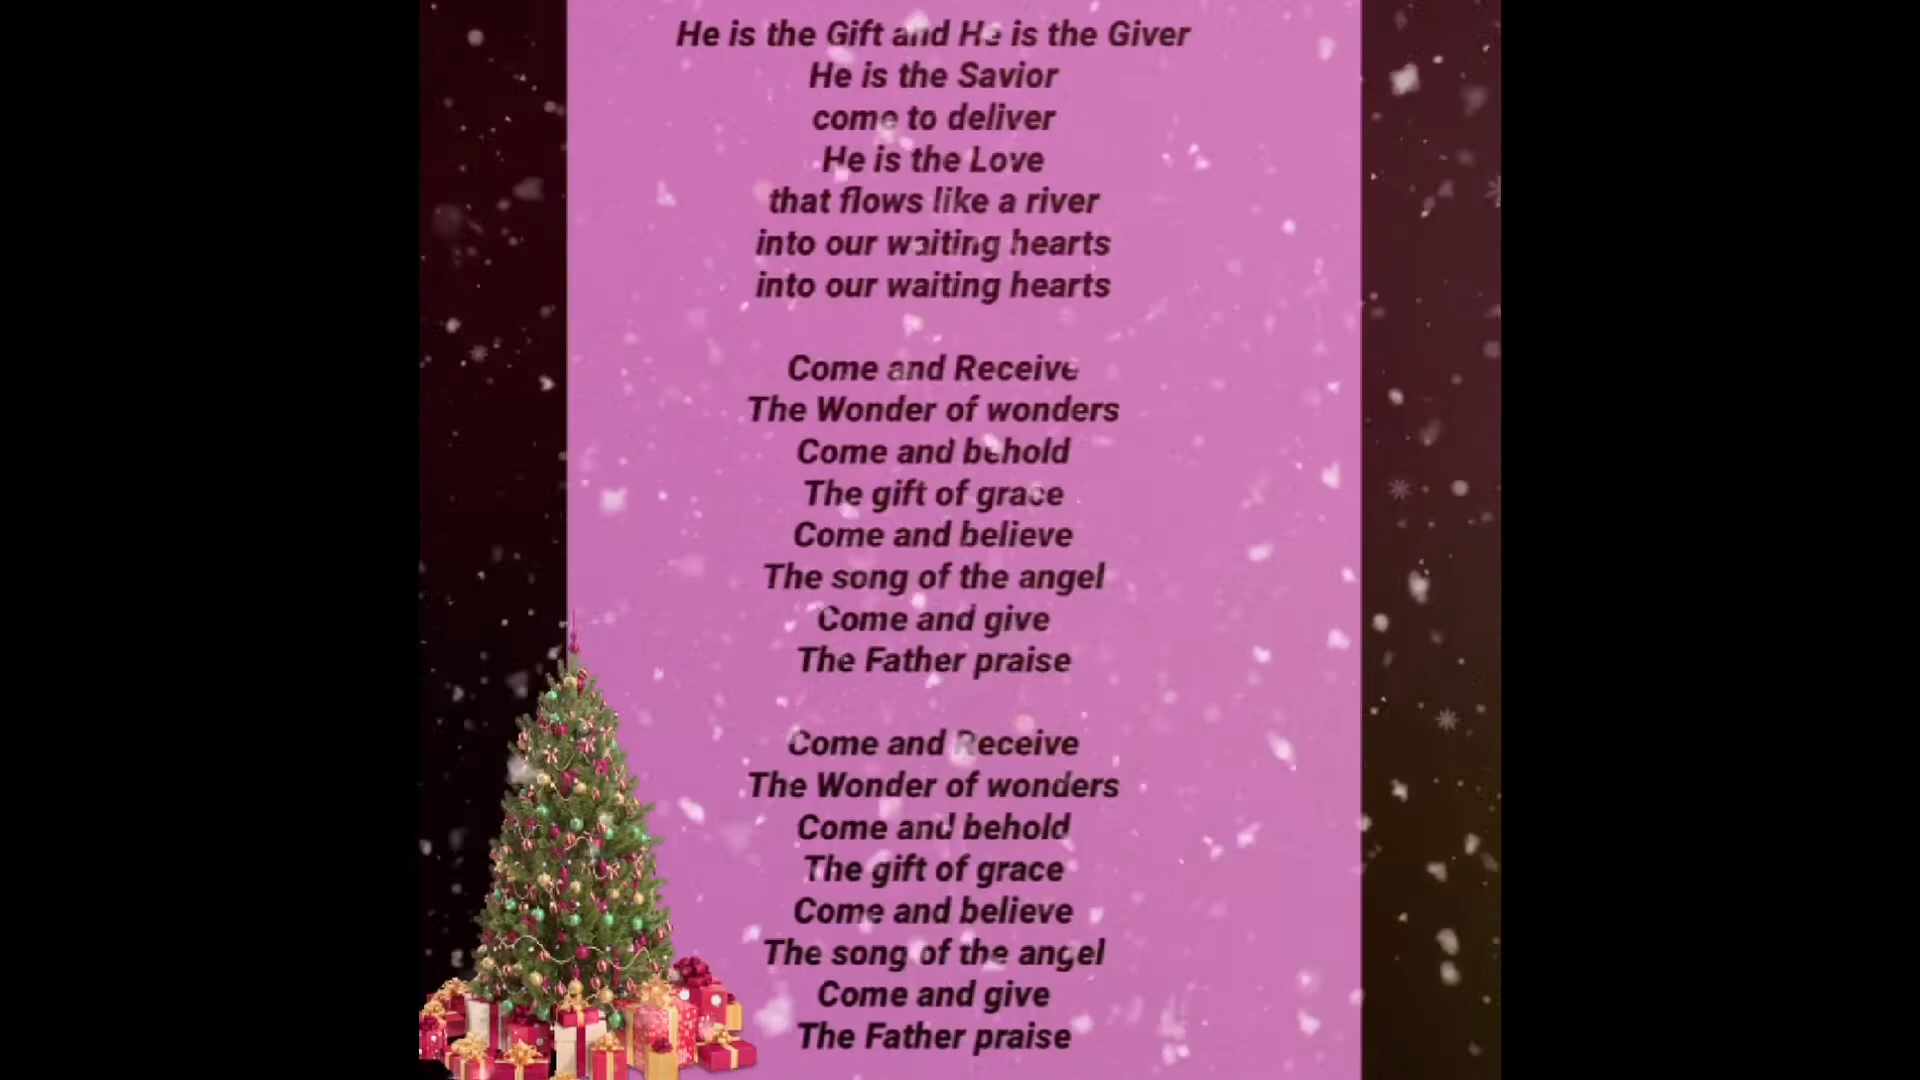 He is the Gift and He is the Giver
He is the Savior
come to deliver
He is the Love
that flows like a river
into our waiting hearts
into our waiting hearts
Come and Receive
The Wonder of wonders
Come and behold
The gift of grace
Come and believe
The song of the angel
Come and give
The Father praise
Come and Receive
The Wonder of wonders
Come and behold
The gift of grace
Come and believe
The song of the angel
Come and give
The Father praise